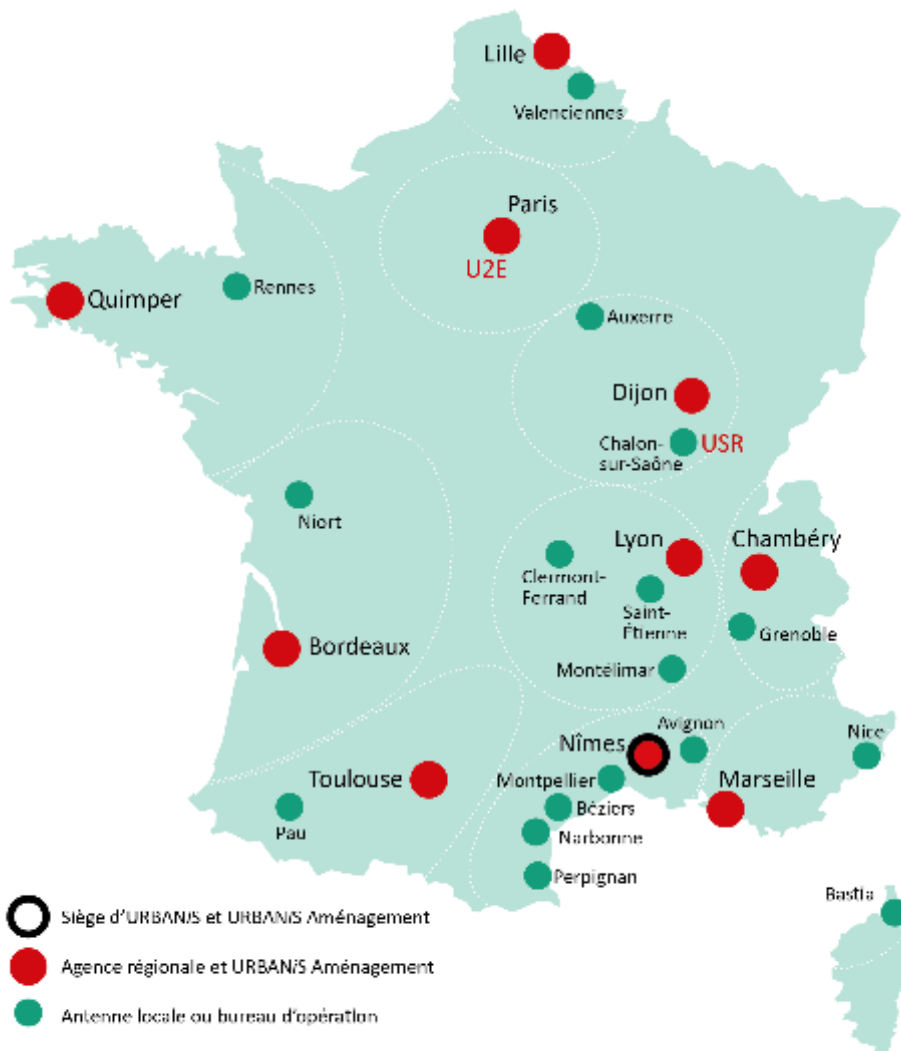 Lille
Valenciennes
Paris
U2E
Quimper
Rennes
Auxerre
Dijon
Chalon-
sur-Saône
USR
Niort
Lyon
Chambéry
Clermont-
Ferrand
Saint-
Étienne
Grenoble
Bordeaux
Montélimar
Avignon
Nice
Nîmes
Toulouse
Montpellier
Marseille
Béziers
Pau
Narbonne
Perpignan
Bastia
Siège d'URBANiS et URBANiS Aménagement
Agence régionale et URBANiS Aménagement
Antenne locale ou bureau d'opération